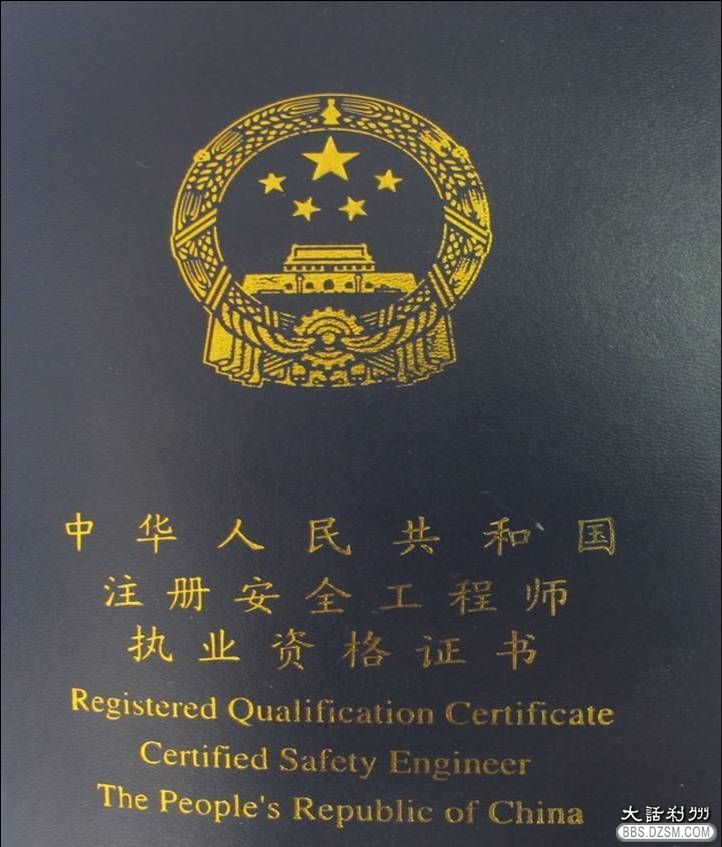 中华人民共和国
注册安全工程师
执业资格证书
Registered Qualification Certificate
Certified Safety Engineer
The People's Republic of China
大話利州
BBS.DZSM.COM